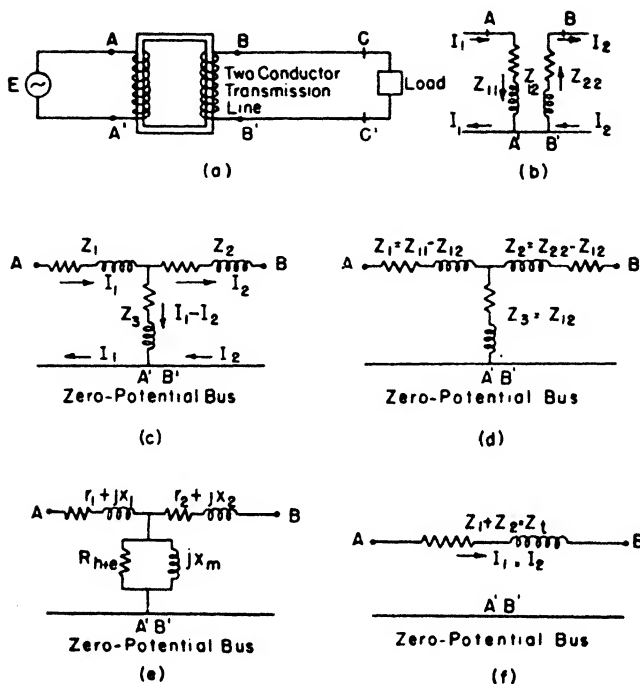 A B C
E Two Conductor Transmission Line Load
A' B' C'
(a)
A B
I₁ I₂
Z₁₁ Z₁₂ Z₂₂
I₁ I₂
A' B'
(b)
Z₁ Z₂
A B
I₁ I₂
Z₃ I₁-I₂
I₁ I₂
A' B'
Zero-Potential Bus
(c)
Z₁=Z₁₁-Z₁₂ Z₂=Z₂₂-Z₁₂
A B
Z₃ = Z₁₂
A' B'
Zero-Potential Bus
(d)
r₁+jx₁ r₂+jx₂
A B
Rh+e jxm
A' B'
Zero-Potential Bus
(e)
Z₁+Z₂=Zt
A B
I₁ = I₂
A' B'
Zero-Potential Bus
(f)